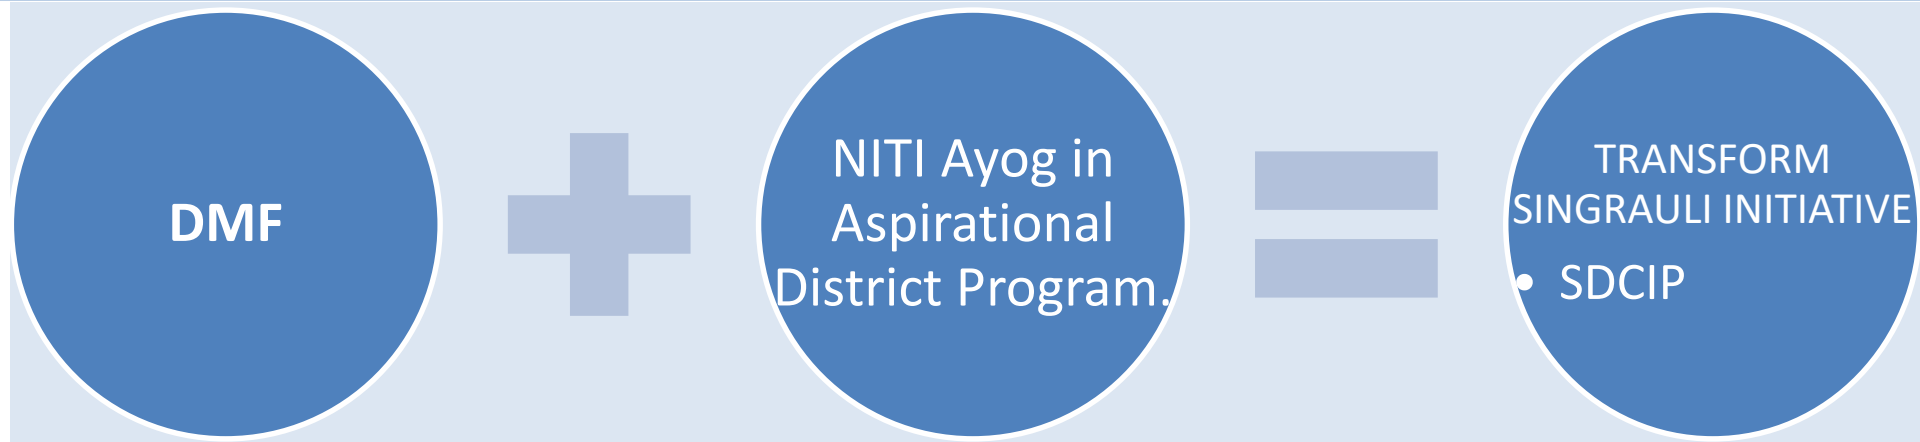 DMF
NITI Ayog in
Aspirational
District Program.
TRANSFORM
SINGRAULI INITIATIVE
• SDCIP